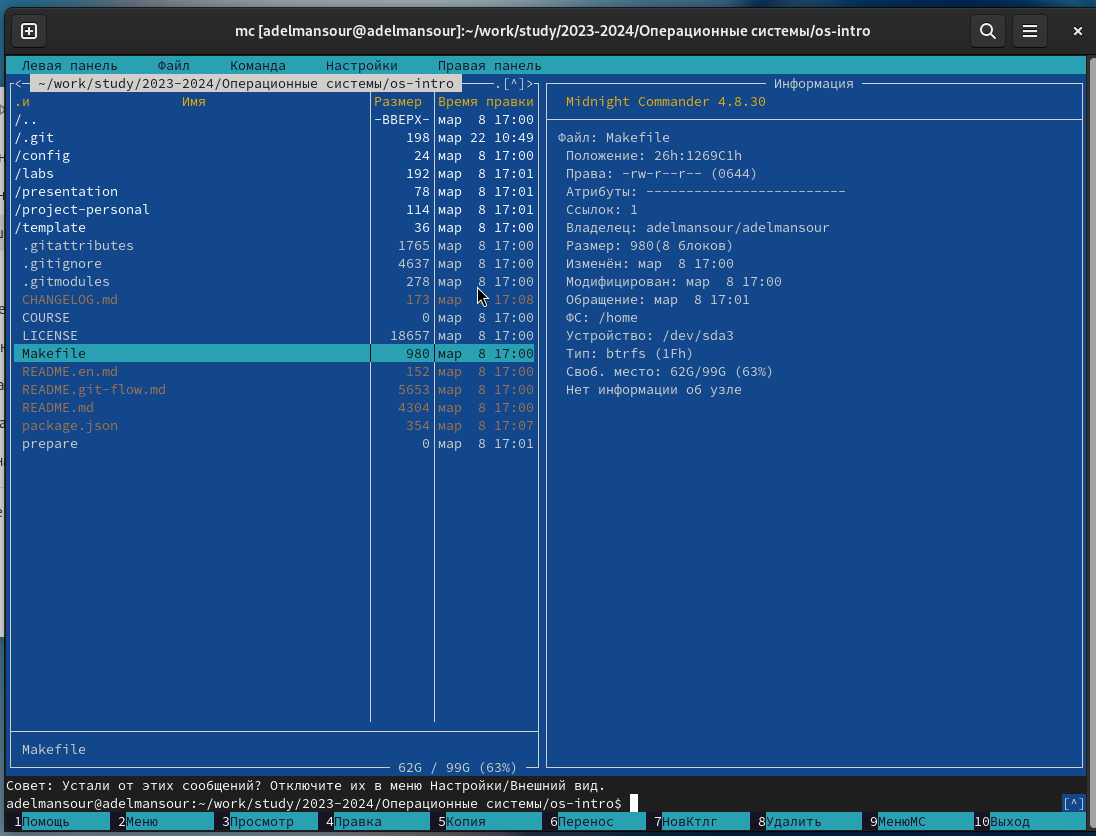 mc [adelmansour@adelmansour]:~/work/study/2023-2024/Операционные системы/os-intro
Левая панель Файл Команда Настройки Правая панель
<— ~/work/study/2023-2024/Операционные системы/os-intro —.[^]>
.и Имя Размер Время правки
/.. -ВВЕРХ- мар 8 17:00
/.git 198 мар 22 10:49
/config 24 мар 8 17:00
/labs 192 мар 8 17:01
/presentation 78 мар 8 17:01
/project-personal 114 мар 8 17:01
/template 36 мар 8 17:00
.gitattributes 1765 мар 8 17:00
.gitignore 4637 мар 8 17:00
.gitmodules 278 мар 8 17:00
CHANGELOG.md 173 мар 8 17:08
COURSE 0 мар 8 17:00
LICENSE 18657 мар 8 17:00
Makefile 980 мар 8 17:00
README.en.md 152 мар 8 17:00
README.git-flow.md 5653 мар 8 17:00
README.md 4304 мар 8 17:00
package.json 354 мар 8 17:07
prepare 0 мар 8 17:01
Makefile
62G / 99G (63%)
Информация
Midnight Commander 4.8.30
Файл: Makefile
Положение: 26h:1269C1h
Права: -rw-r--r-- (0644)
Атрибуты: -------------------------
Ссылок: 1
Владелец: adelmansour/adelmansour
Размер: 980(8 блоков)
Изменён: мар 8 17:00
Модифицирован: мар 8 17:00
Обращение: мар 8 17:01
ФС: /home
Устройство: /dev/sda3
Тип: btrfs (1Fh)
Своб. место: 62G/99G (63%)
Нет информации об узле
Совет: Устали от этих сообщений? Отключите их в меню Настройки/Внешний вид.
adelmansour@adelmansour:~/work/study/2023-2024/Операционные системы/os-intro$ [^]
1Помощь 2Меню 3Просмотр 4Правка 5Копия 6Перенос 7НовКтлг 8Удалить 9МенюMC 10Выход